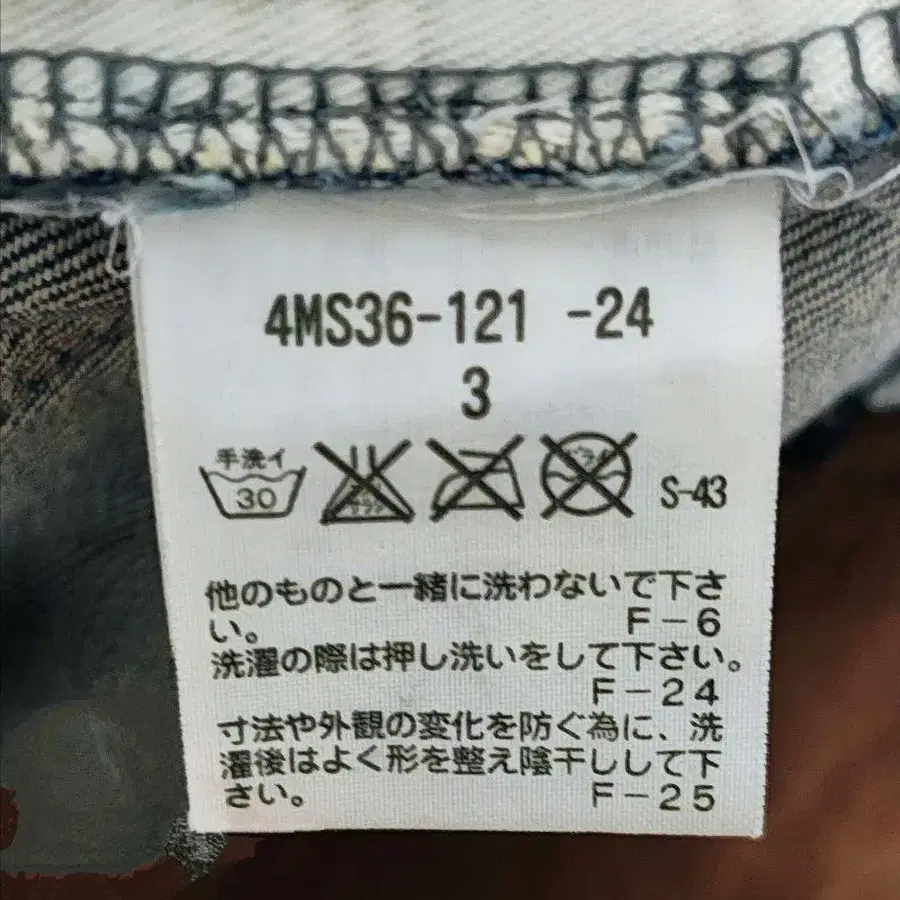 4MS36-121 -24
3
手洗イ
30
ドライ
S-43
他のものと一緒に洗わないで下さ
い。 F-6
洗濯の際は押し洗いをして下さい。
F-24
寸法や外観の変化を防ぐ為に、洗
濯後はよく形を整え陰干しして下
さい。 F-25